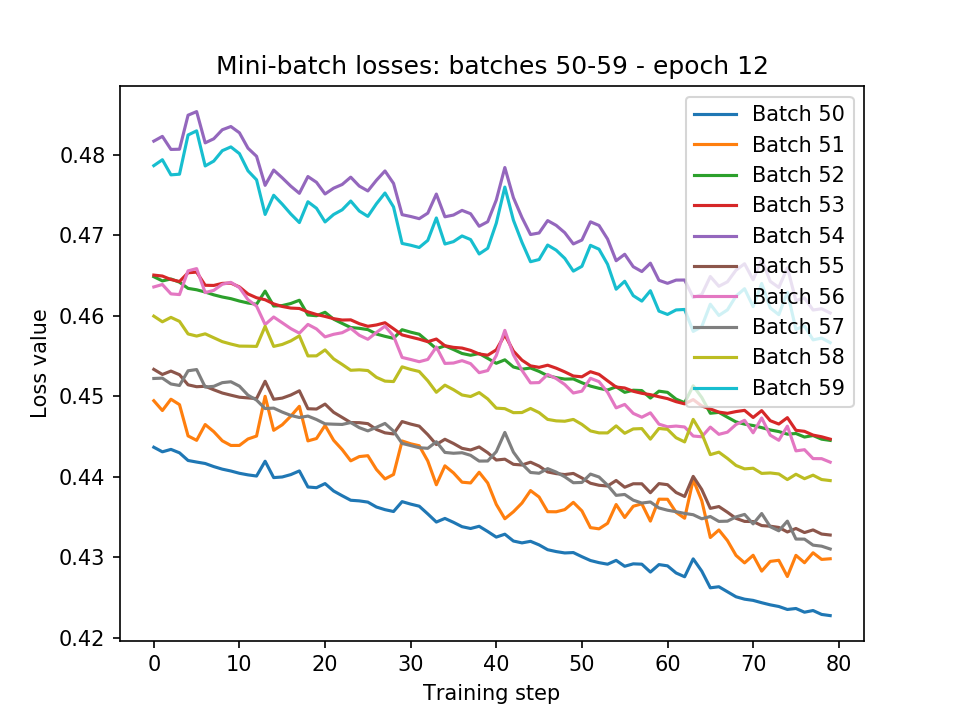 Mini-batch losses: batches 50-59 - epoch 12
Loss value
0.48
0.47
0.46
0.45
0.44
0.43
0.42
0 10 20 30 40 50 60 70 80
Training step
Batch 50
Batch 51
Batch 52
Batch 53
Batch 54
Batch 55
Batch 56
Batch 57
Batch 58
Batch 59